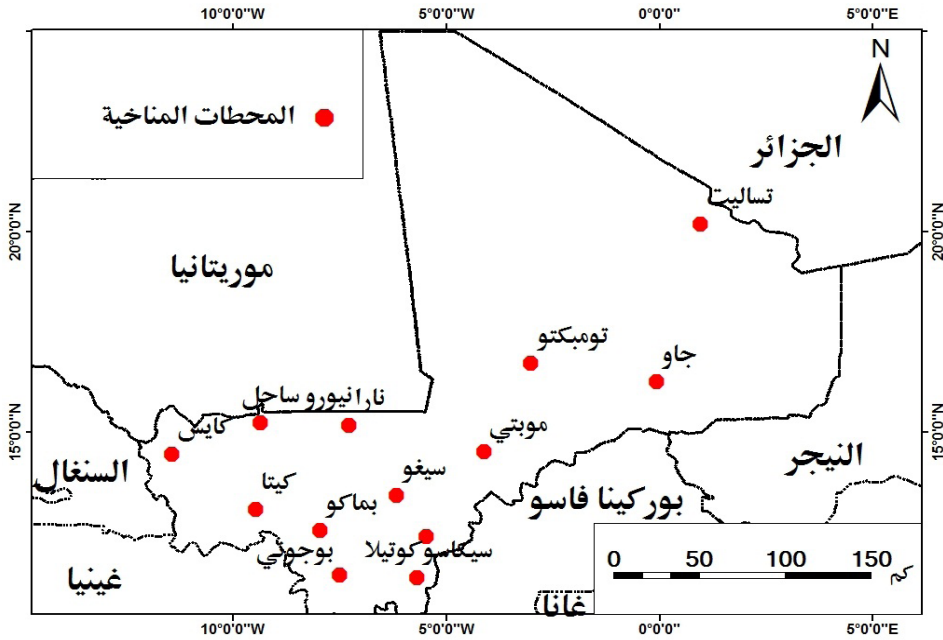 10°0'0"W 5°0'0"W 0°0'0" 5°0'0"E
N
المحطات المناخية
الجزائر
تساليت
20°0'0"N 20°0'0"N
موريتانيا
تومبكتو
جاو
نارا نيورو ساحل
كايس
موبتي
15°0'0"N 15°0'0"N
النيجر
السنغال
سيغو
كيتا
بوركينا فاسو
بماكو
سيكاسو كوتيلا
بوجوني
غينيا
0 50 100 150
كم
غانا
10°0'0"W 5°0'0"W 0°0'0" 5°0'0"E